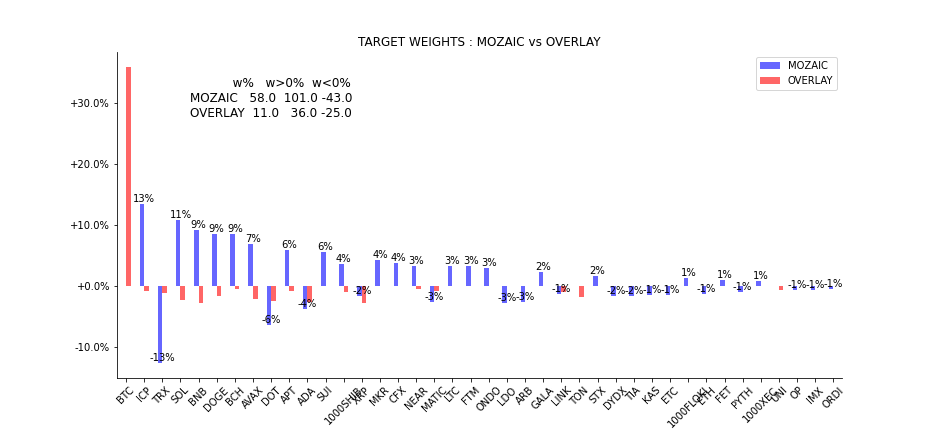 TARGET WEIGHTS : MOZAIC vs OVERLAY
MOZAIC
OVERLAY
w% w>0% w<0%
MOZAIC 58.0 101.0 -43.0
OVERLAY 11.0 36.0 -25.0
+30.0%
+20.0%
+10.0%
+0.0%
-10.0%
13% -13% 11% 9% 9% 9% 7% -6% 6% -4% 6% 4% -2% 4% 4% 3% -3% 3% 3% 3% -3% -3% 2% -1% 2% -2% -2% -1% -1% 1% -1% 1% -1% 1% -1% -1% -1%
BTC ICP TRX SOL BNB DOGE BCH AVAX DOT APT ADA SUI 1000SHIB XRP MKR CFX NEAR MATIC LTC FTM ONDO LDO ARB GALA LINK TON STX DYDX TIA KAS ETC 1000FLOKI ETH FET PYTH 1000XEC UNI OP IMX ORDI